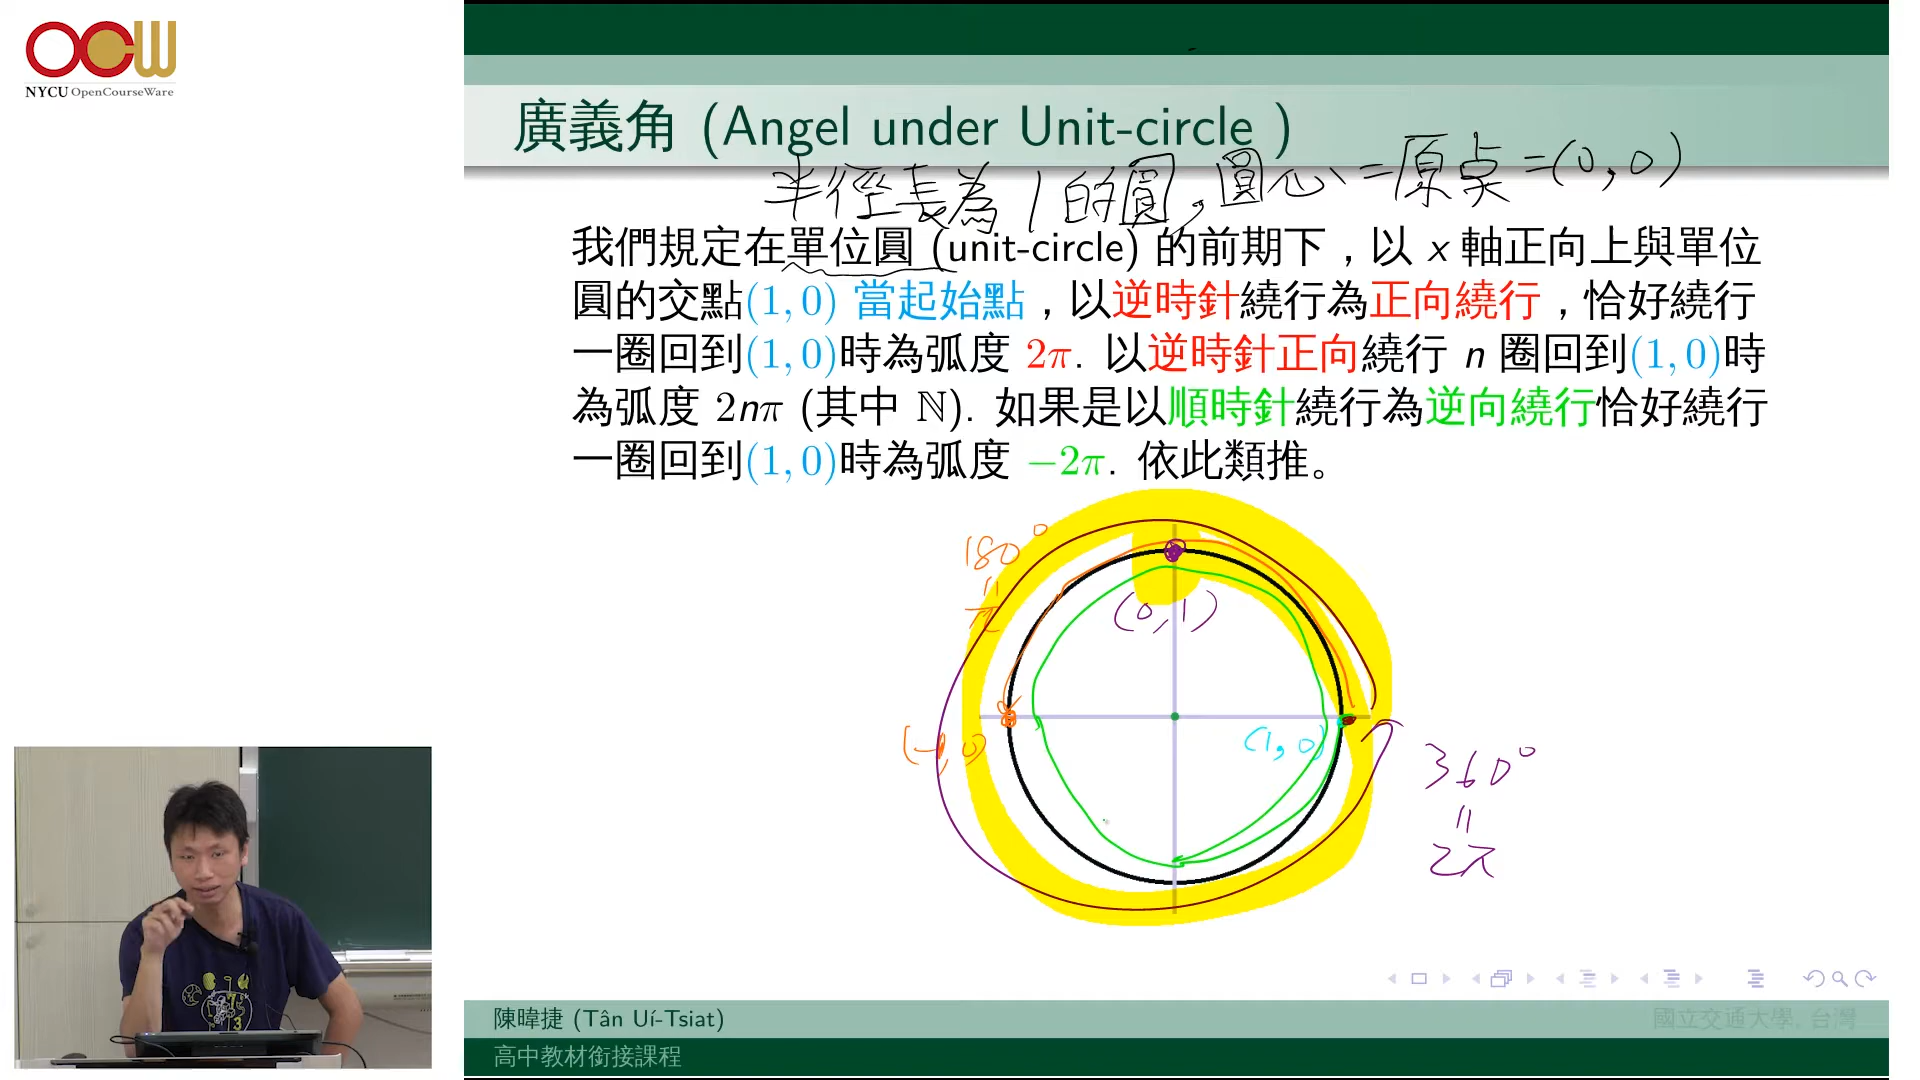 OCW
NYCU OpenCourseWare
廣義角 (Angel under Unit-circle )
半徑長為1的圓,圓心=原点=(0,0)
我們規定在單位圓 (unit-circle) 的前期下，以 x 軸正向上與單位
圓的交點(1, 0) 當起始點，以逆時針繞行為正向繞行，恰好繞行
一圈回到(1, 0)時為弧度 2π. 以逆時針正向繞行 n 圈回到(1, 0)時
為弧度 2nπ (其中 ℕ). 如果是以順時針繞行為逆向繞行恰好繞行
一圈回到(1, 0)時為弧度 −2π. 依此類推。
180°
=
π
(0,1)
(-1,0)
(1,0)
360°
=
2π
陳暐捷 (Tân Uí-Tsiat)
國立交通大學, 台灣
高中教材銜接課程